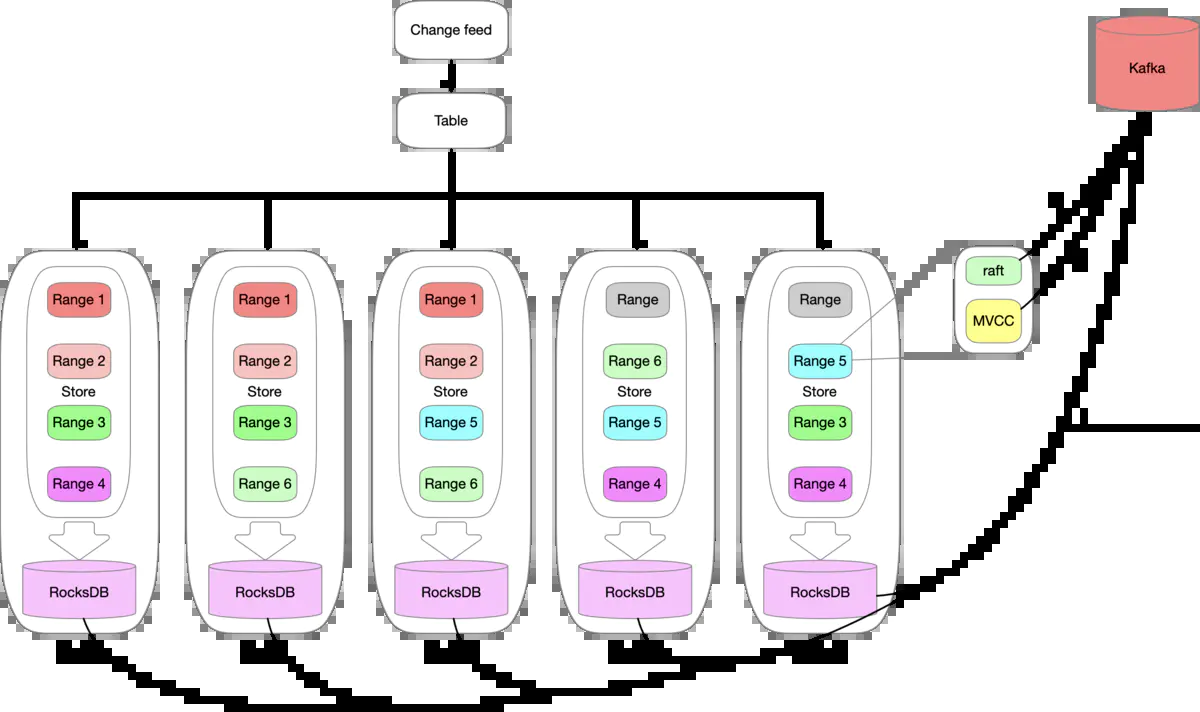 Change feed
Kafka
Table
raft
MVCC
Range 1
Range 2
Store
Range 3
Range 4
RocksDB
Range 1
Range 2
Store
Range 3
Range 6
RocksDB
Range 1
Range 2
Store
Range 5
Range 6
RocksDB
Range
Range 6
Store
Range 5
Range 4
RocksDB
Range
Range 5
Store
Range 3
Range 4
RocksDB